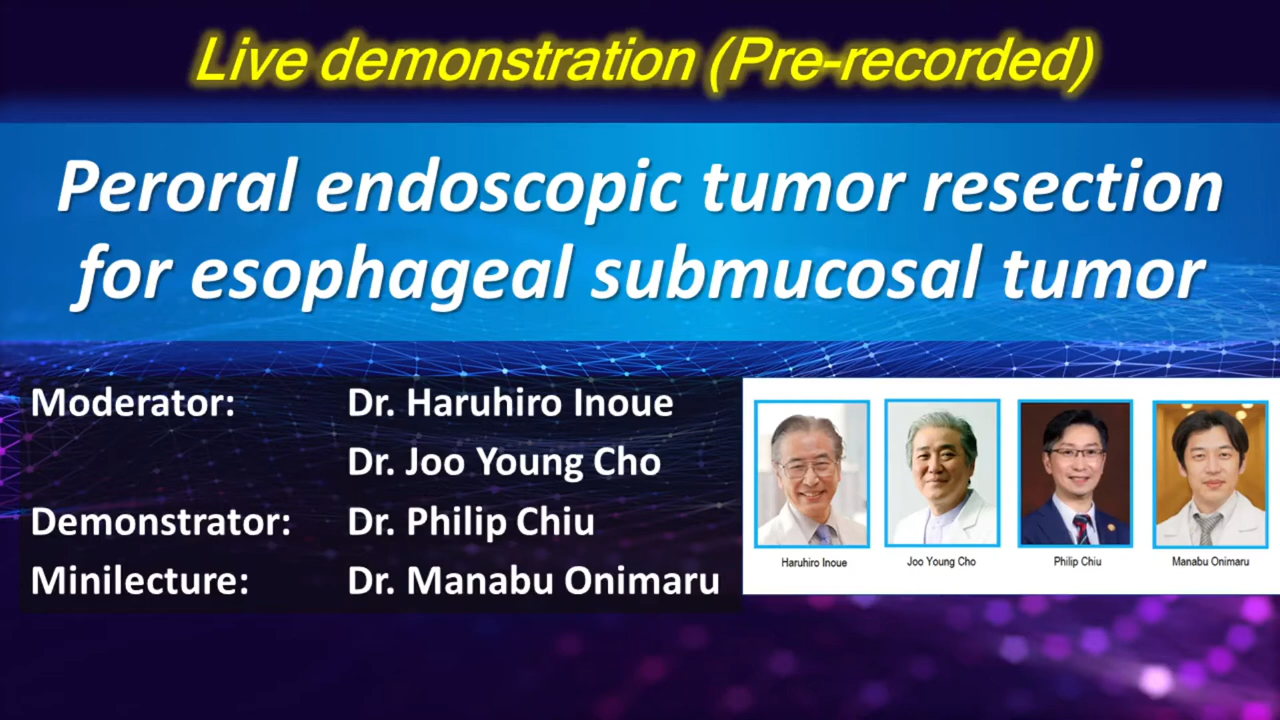 Live demonstration (Pre-recorded)
Peroral endoscopic tumor resection
for esophageal submucosal tumor
Moderator: Dr. Haruhiro Inoue
Dr. Joo Young Cho
Demonstrator: Dr. Philip Chiu
Minilecture: Dr. Manabu Onimaru
Haruhiro Inoue Joo Young Cho Philip Chiu Manabu Onimaru